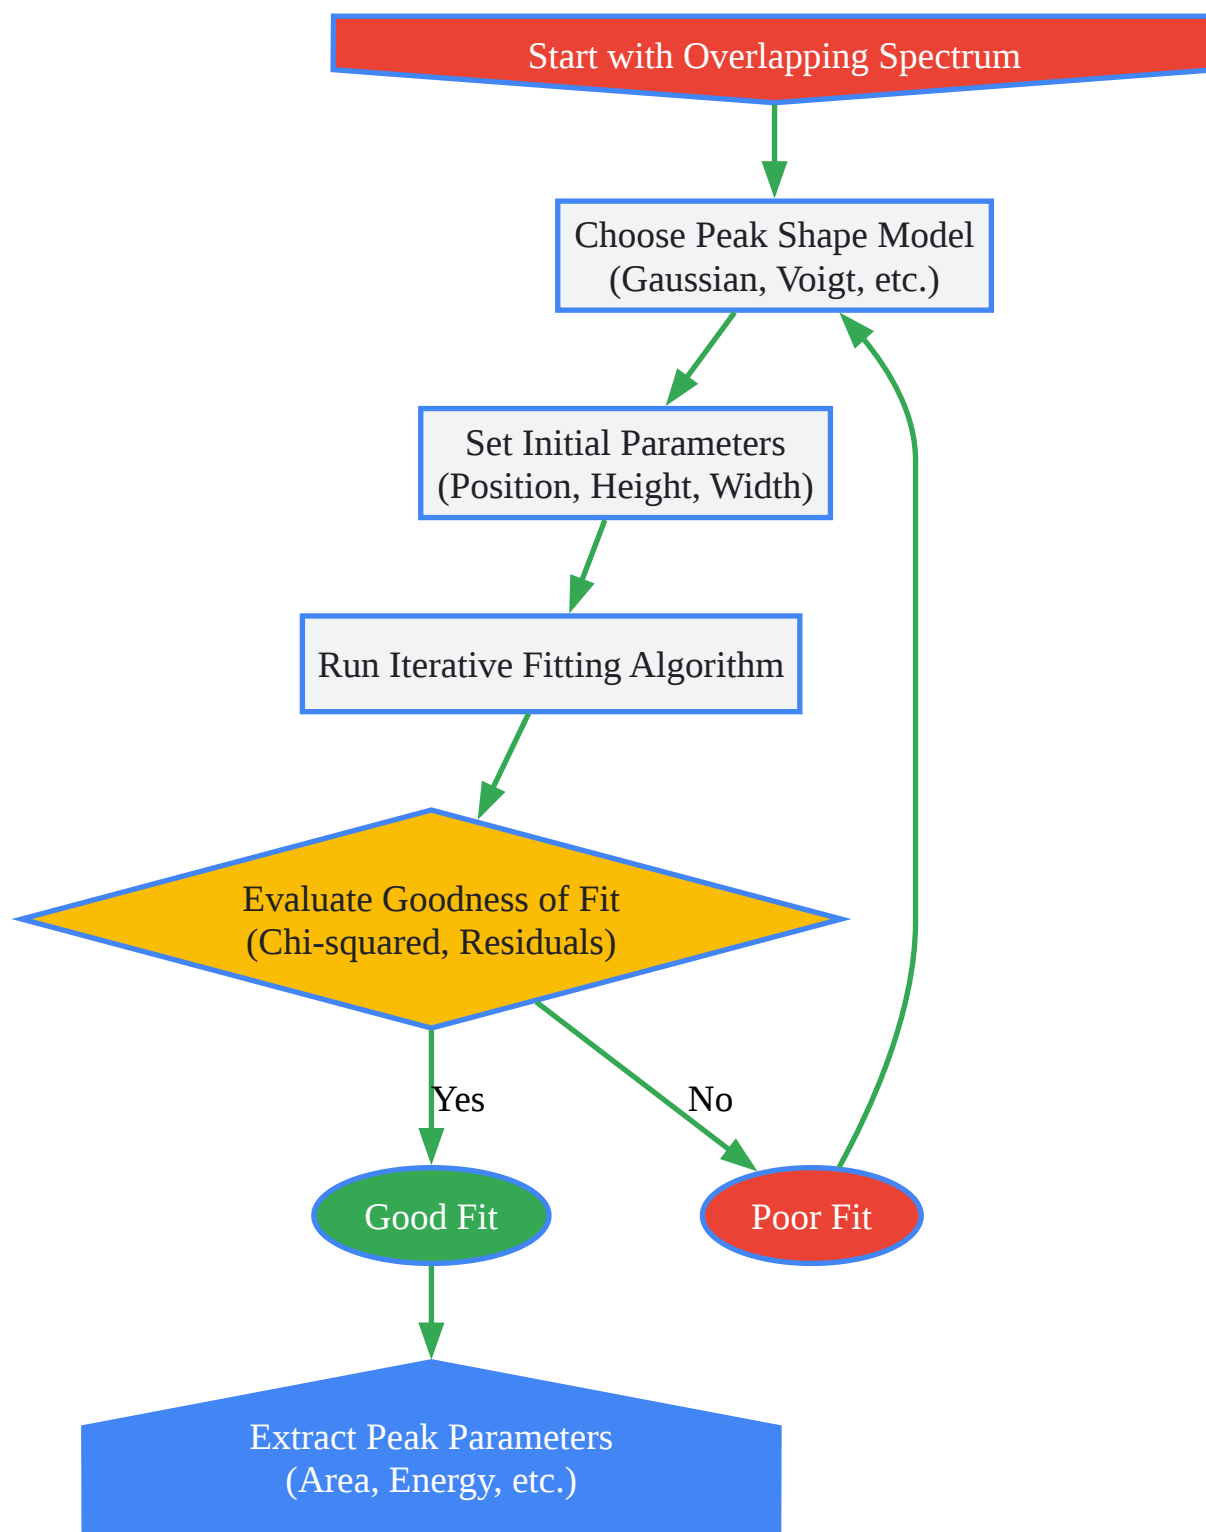 Start with Overlapping Spectrum
Choose Peak Shape Model
(Gaussian, Voigt, etc.)
Set Initial Parameters
(Position, Height, Width)
Run Iterative Fitting Algorithm
Evaluate Goodness of Fit
(Chi-squared, Residuals)
Yes
No
Good Fit
Poor Fit
Extract Peak Parameters
(Area, Energy, etc.)